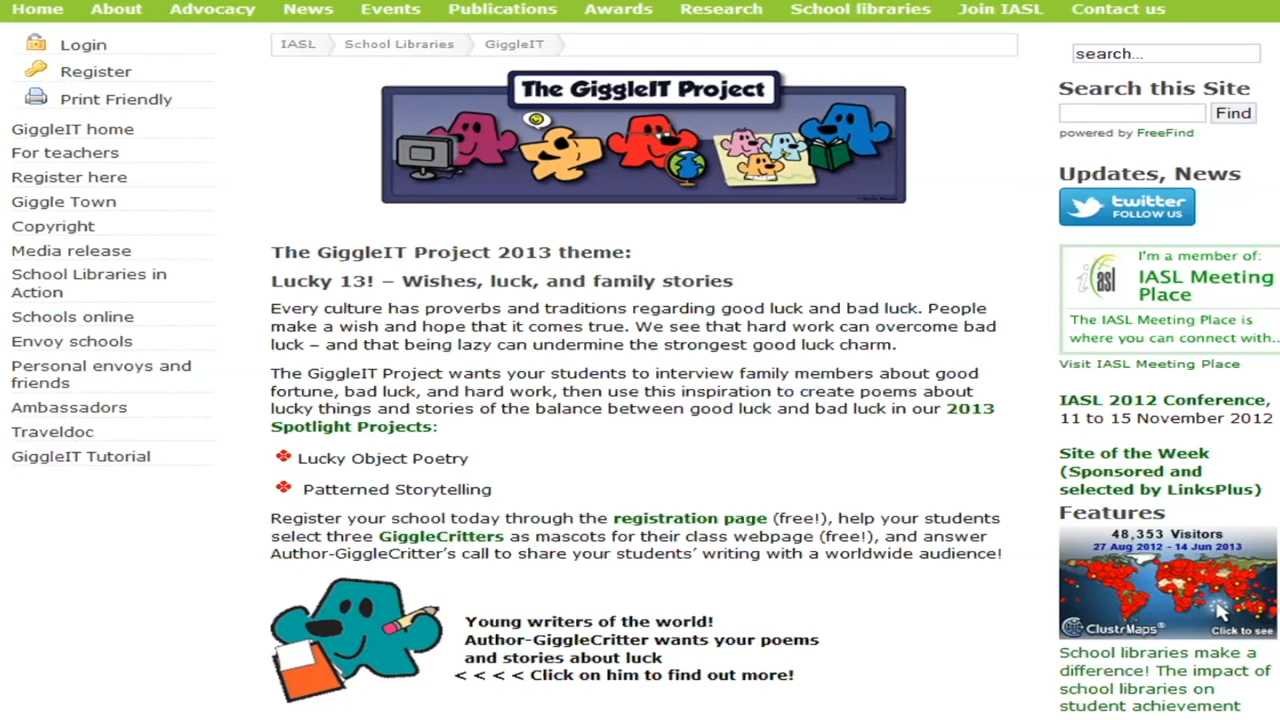 Home About Advocacy News Events Publications Awards Research School libraries Join IASL Contact us
Login
Register
Print Friendly
GiggleIT home
For teachers
Register here
Giggle Town
Copyright
Media release
School Libraries in
Action
Schools online
Envoy schools
Personal envoys and
friends
Ambassadors
Traveldoc
GiggleIT Tutorial
IASL School Libraries GiggleIT
The GiggleIT Project
The GiggleIT Project 2013 theme:
Lucky 13! – Wishes, luck, and family stories
Every culture has proverbs and traditions regarding good luck and bad luck. People
make a wish and hope that it comes true. We see that hard work can overcome bad
luck – and that being lazy can undermine the strongest good luck charm.
The GiggleIT Project wants your students to interview family members about good
fortune, bad luck, and hard work, then use this inspiration to create poems about
lucky things and stories of the balance between good luck and bad luck in our 2013
Spotlight Projects:
Lucky Object Poetry
Patterned Storytelling
Register your school today through the registration page (free!), help your students
select three GiggleCritters as mascots for their class webpage (free!), and answer
Author-GiggleCritter's call to share your students' writing with a worldwide audience!
Young writers of the world!
Author-GiggleCritter wants your poems
and stories about luck
< < < < Click on him to find out more!
search...
Search this Site
Find
powered by FreeFind
Updates, News
twitter
FOLLOW US
I'm a member of:
iasl
IASL Meeting
Place
The IASL Meeting Place is
where you can connect with..
Visit IASL Meeting Place
IASL 2012 Conference,
11 to 15 November 2012
Site of the Week
(Sponsored and
selected by LinksPlus)
Features
48,353 Visitors
27 Aug 2012 - 14 Jun 2013
ClustrMaps®
Click to see
School libraries make a
difference! The impact of
school libraries on
student achievement